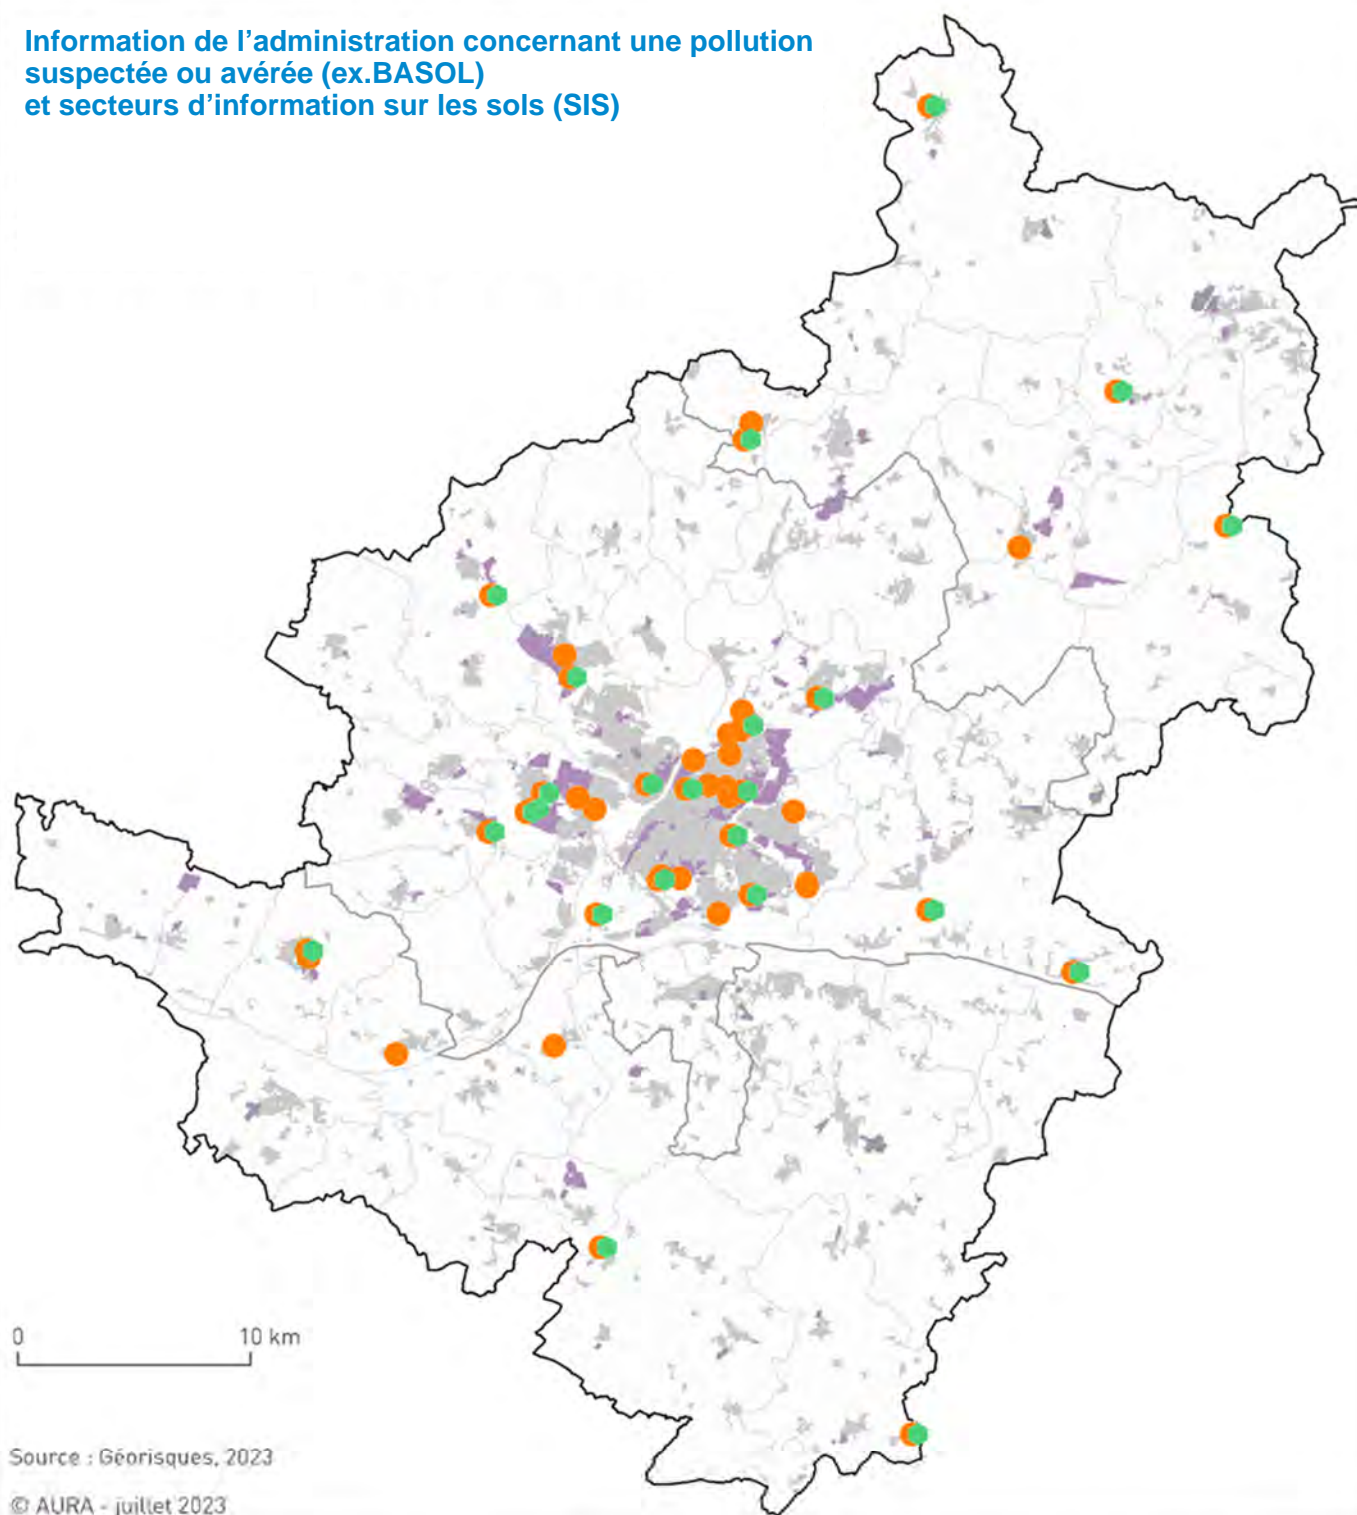 Information de l’administration concernant une pollution
suspectée ou avérée (ex.BASOL)
et secteurs d’information sur les sols (SIS)
0 10 km
Source : Géorisques, 2023
© AURA - juillet 2023